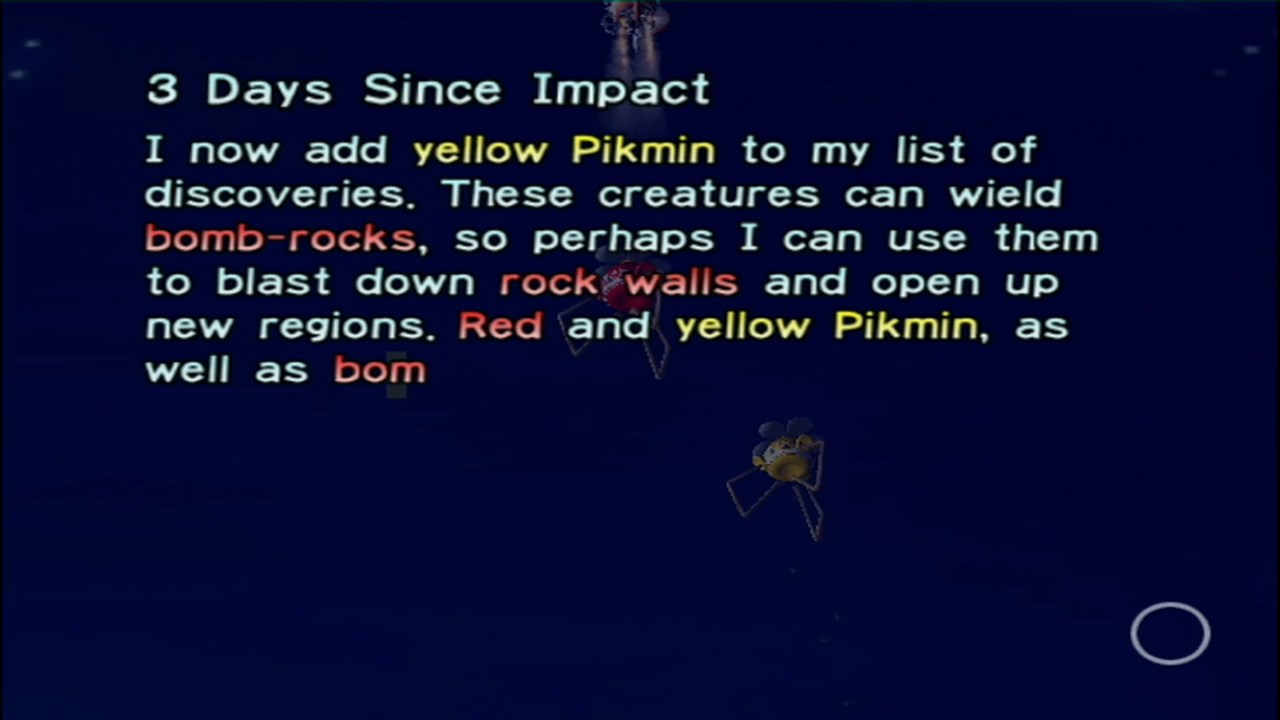 3 Days Since Impact
I now add yellow Pikmin to my list of
discoveries. These creatures can wield
bomb-rocks, so perhaps I can use them
to blast down rock walls and open up
new regions. Red and yellow Pikmin, as
well as bom